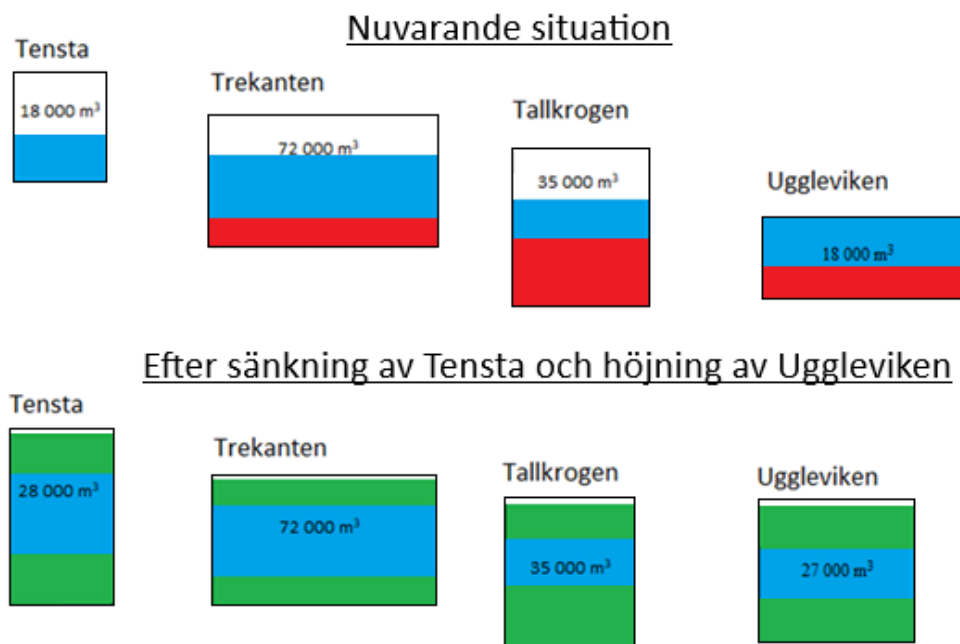 Nuvarande situation
Tensta
18 000 m³
Trekanten
72 000 m³
Tallkrogen
35 000 m³
Uggleviken
18 000 m³
Efter sänkning av Tensta och höjning av Uggleviken
Tensta
28 000 m³
Trekanten
72 000 m³
Tallkrogen
35 000 m³
Uggleviken
27 000 m³